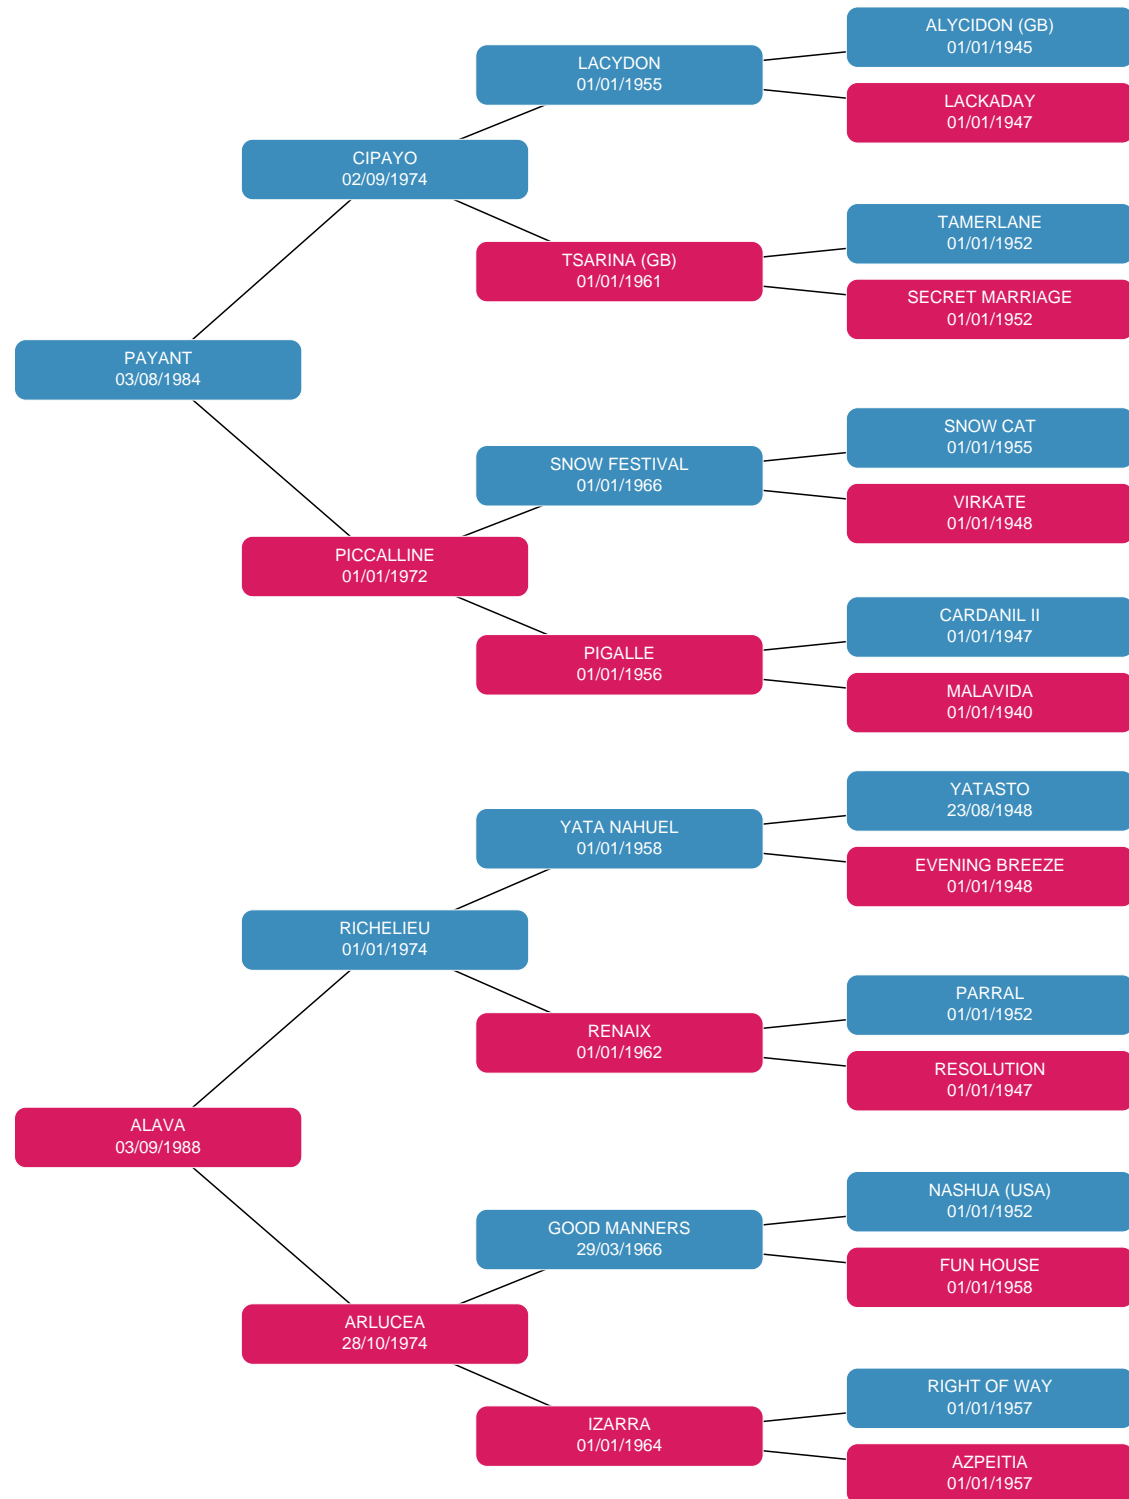 ALYCIDON (GB)
01/01/1945
LACYDON
01/01/1955
LACKADAY
01/01/1947
CIPAYO
02/09/1974
TAMERLANE
01/01/1952
TSARINA (GB)
01/01/1961
SECRET MARRIAGE
01/01/1952
PAYANT
03/08/1984
SNOW CAT
01/01/1955
SNOW FESTIVAL
01/01/1966
VIRKATE
01/01/1948
PICCALLINE
01/01/1972
CARDANIL II
01/01/1947
PIGALLE
01/01/1956
MALAVIDA
01/01/1940
YATASTO
23/08/1948
YATA NAHUEL
01/01/1958
EVENING BREEZE
01/01/1948
RICHELIEU
01/01/1974
PARRAL
01/01/1952
RENAIX
01/01/1962
RESOLUTION
01/01/1947
ALAVA
03/09/1988
NASHUA (USA)
01/01/1952
GOOD MANNERS
29/03/1966
FUN HOUSE
01/01/1958
ARLUCEA
28/10/1974
RIGHT OF WAY
01/01/1957
IZARRA
01/01/1964
AZPEITIA
01/01/1957